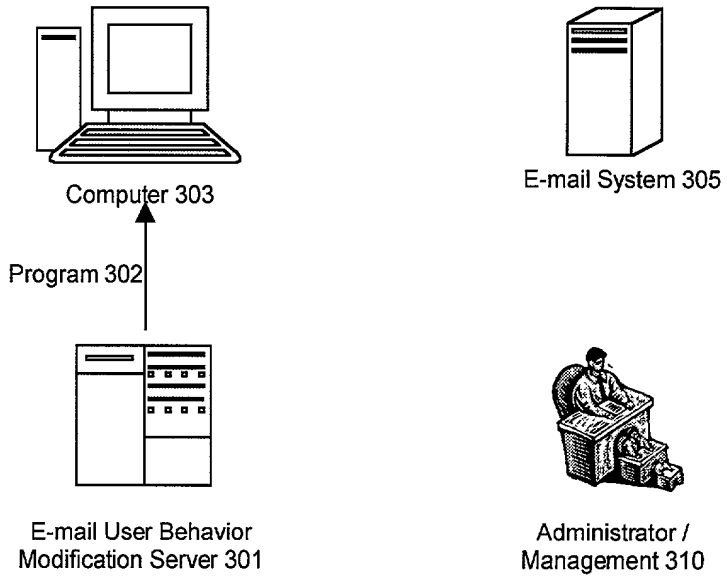 Computer 303
E-mail System 305
Program 302
E-mail User Behavior
Modification Server 301
Administrator /
Management 310